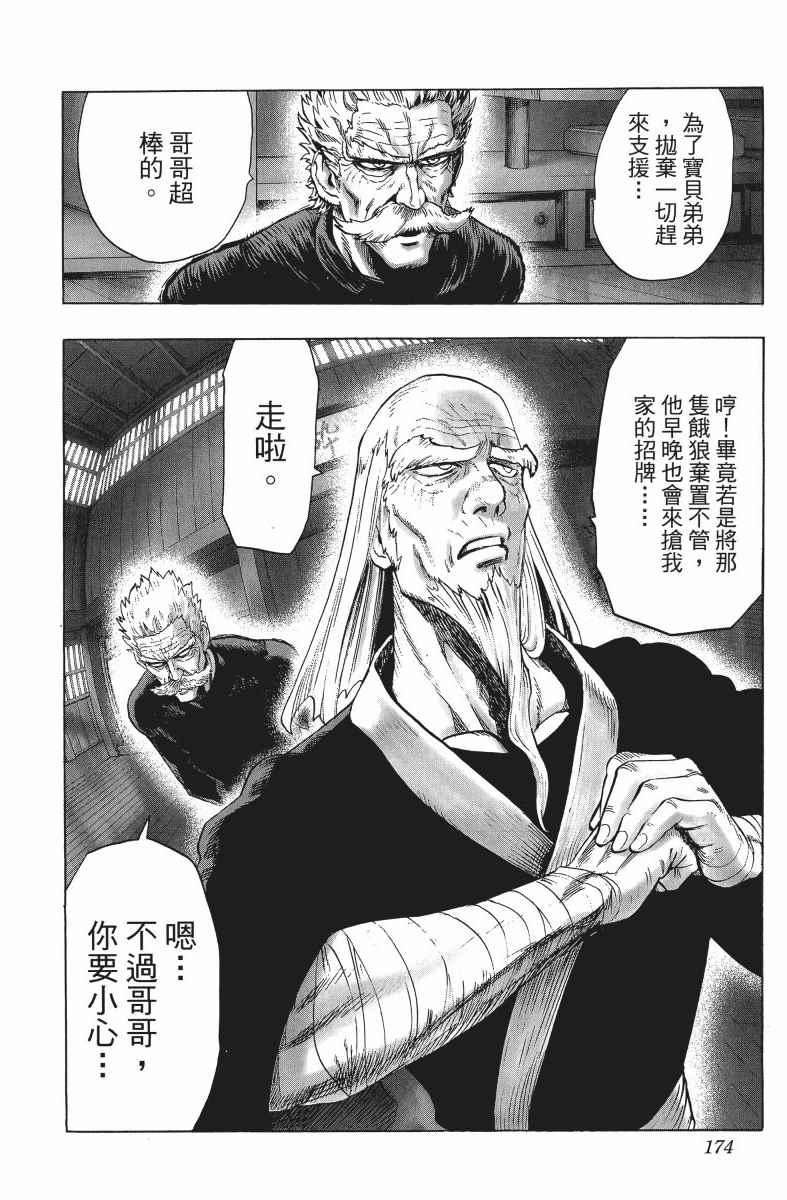 為了寶貝弟弟
，拋棄一切趕
來支援…
哥哥超
棒的。
哼！畢竟若是將那
隻餓狼棄置不管，
他早晚也會來搶我
家的招牌……
走啦。
嗯…
不過哥哥，
你要小心…
174